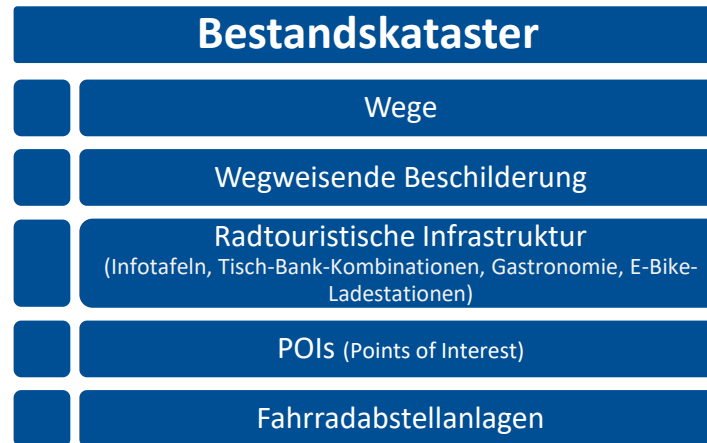 Bestandskataster
Wege
Wegweisende Beschilderung
Radtouristische Infrastruktur
(Infotafeln, Tisch-Bank-Kombinationen, Gastronomie, E-Bike-
Ladestationen)
POIs (Points of Interest)
Fahrradabstellanlagen